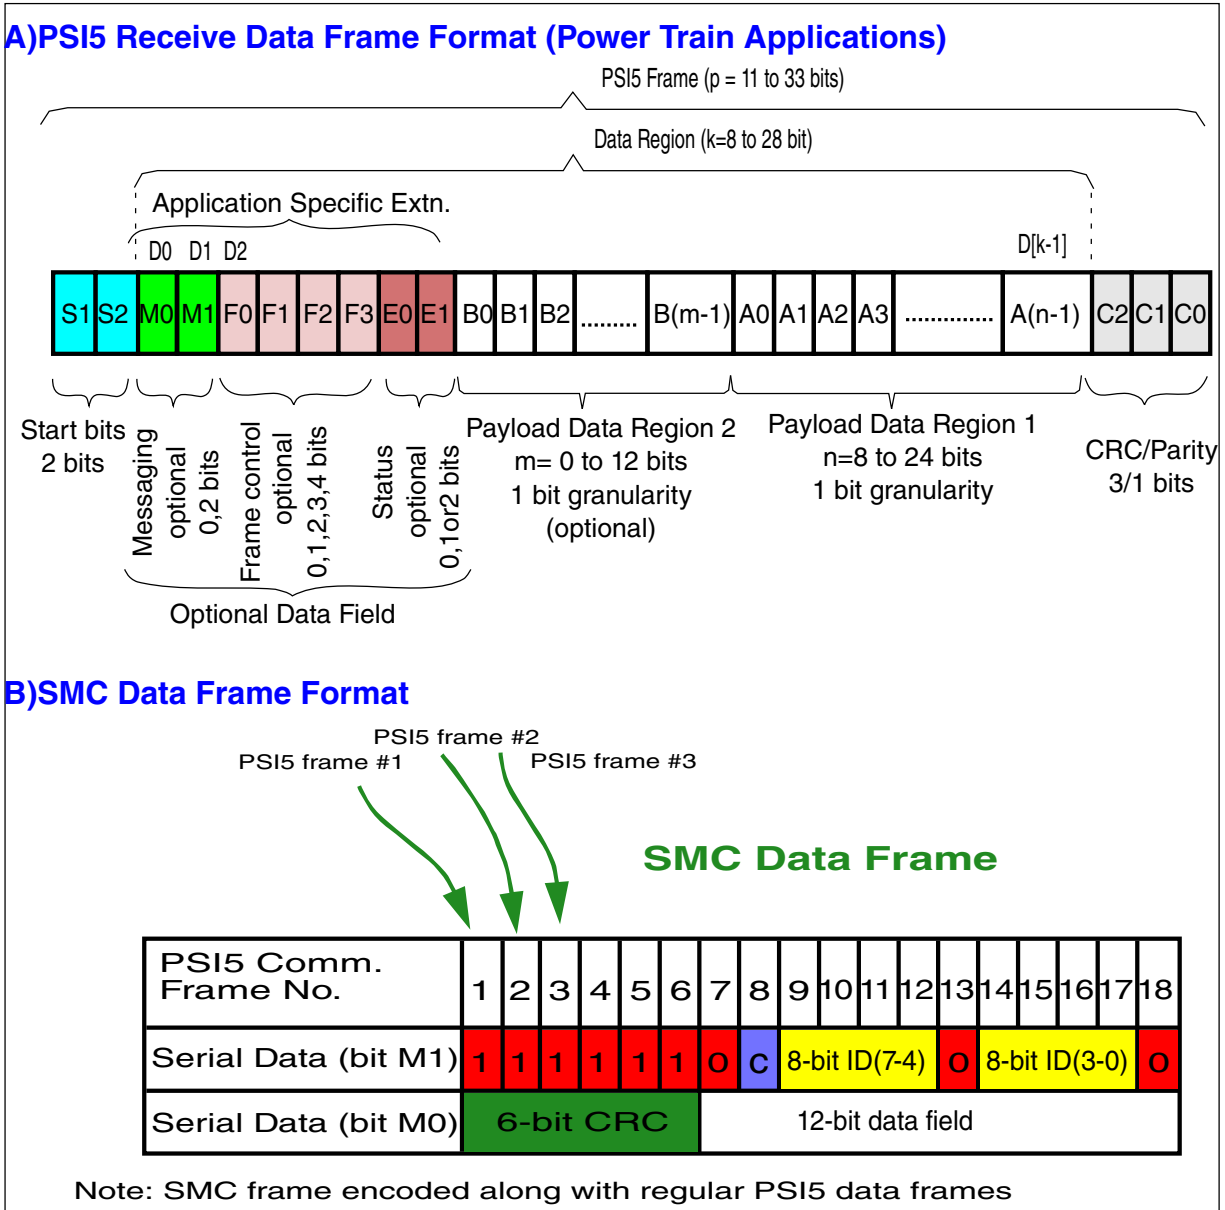 A)PSI5 Receive Data Frame Format (Power Train Applications)
PSI5 Frame (p = 11 to 33 bits)
Data Region (k=8 to 28 bit)
Application Specific Extn.
D0 D1 D2 D[k-1]
S1 S2 M0 M1 F0 F1 F2 F3 E0 E1 B0 B1 B2 ......... B(m-1) A0 A1 A2 A3 .............. A(n-1) C2 C1 C0
Start bits
2 bits
Messaging
optional
0,2 bits
Frame control
optional
0,1,2,3,4 bits
Status
optional
0,1or2 bits
Payload Data Region 2
m= 0 to 12 bits
1 bit granularity
(optional)
Payload Data Region 1
n=8 to 24 bits
1 bit granularity
CRC/Parity
3/1 bits
Optional Data Field
B)SMC Data Frame Format
PSI5 frame #1
PSI5 frame #2
PSI5 frame #3
SMC Data Frame
PSI5 Comm.
Frame No.
1 2 3 4 5 6 7 8 9 10 11 12 13 14 15 16 17 18
Serial Data (bit M1) 1 1 1 1 1 1 0 C 8-bit ID(7-4) 0 8-bit ID(3-0) 0
Serial Data (bit M0) 6-bit CRC 12-bit data field
Note: SMC frame encoded along with regular PSI5 data frames